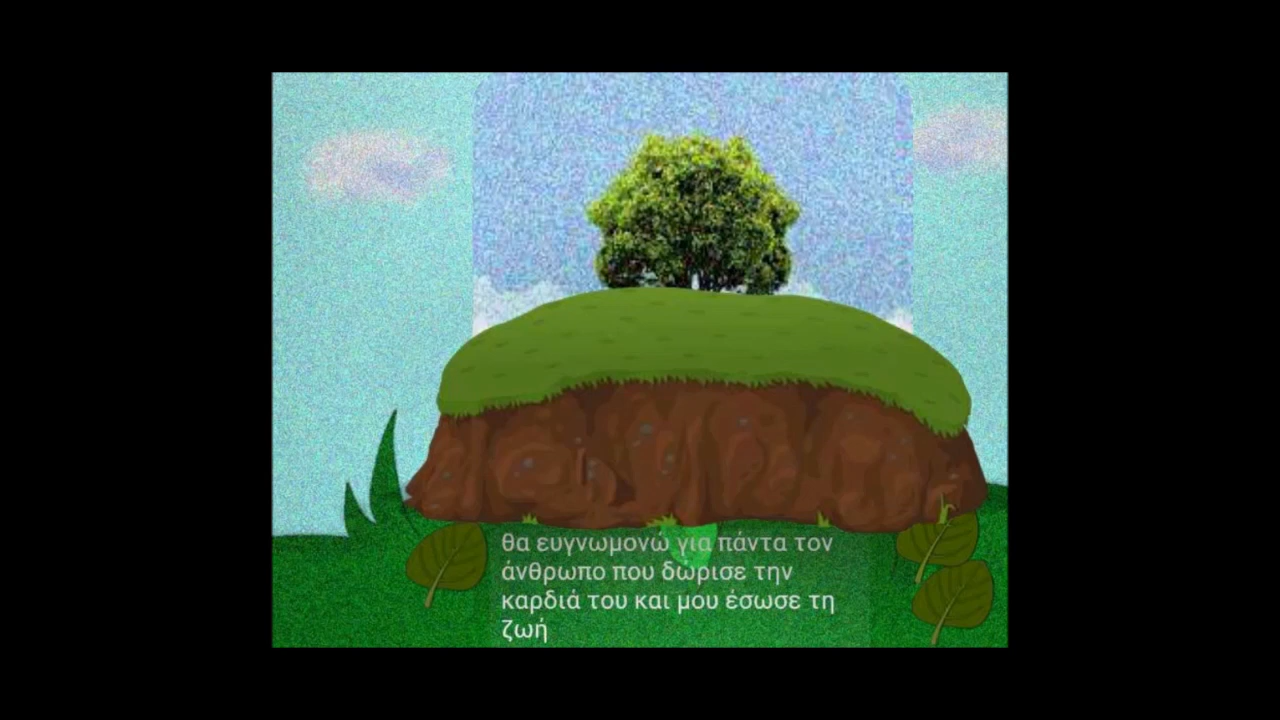 θα ευγνωμονώ για πάντα τον
άνθρωπο που δώρισε την
καρδιά του και μου έσωσε τη
ζωή